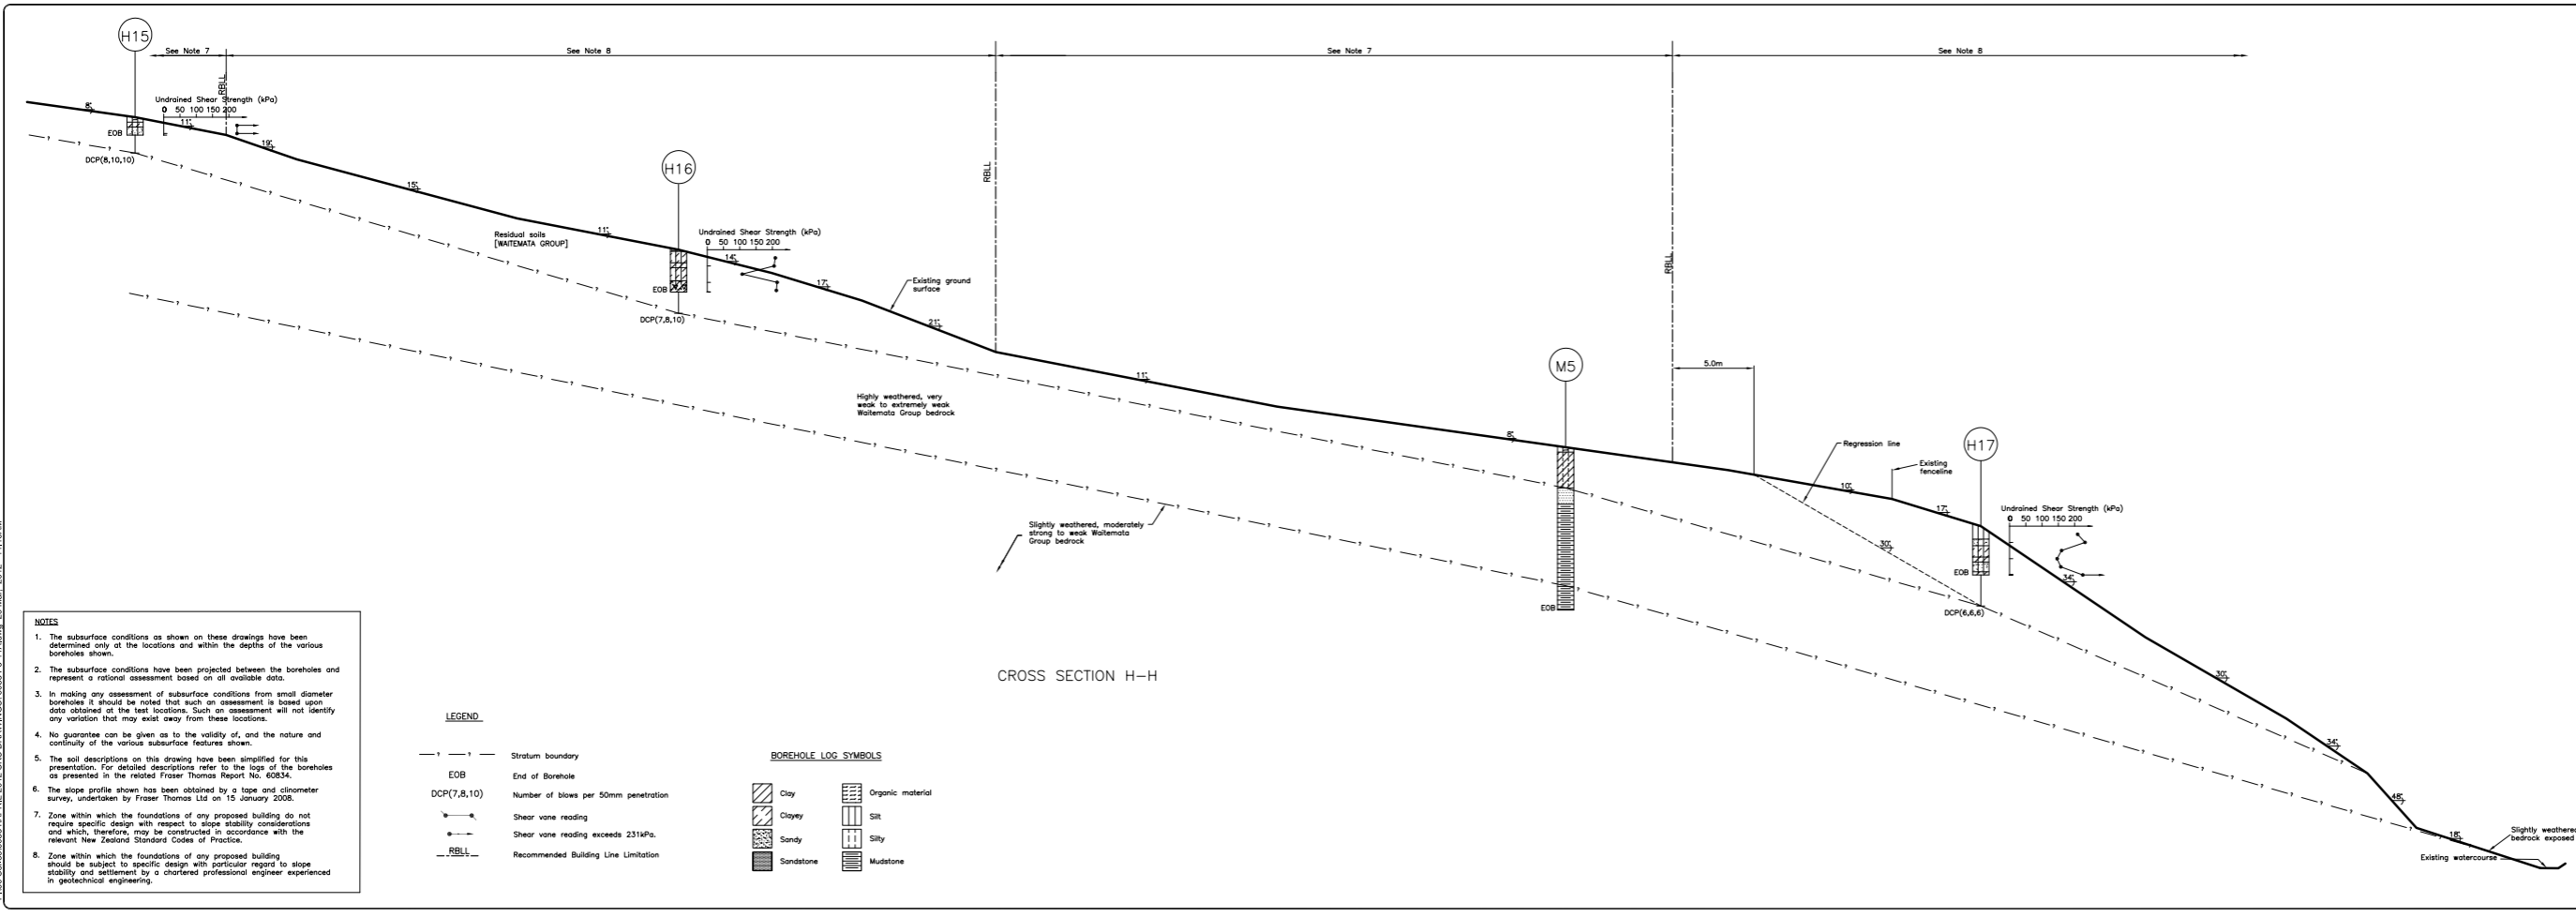 H15
See Note 7
See Note 8
See Note 7
See Note 8
RBLL
8°
Undrained Shear Strength (kPa)
0 50 100 150 200
11°
EOB
DCP(8,10,10)
19°
15°
H16
RBLL
11°
Residual soils
[WAITEMATA GROUP]
Undrained Shear Strength (kPa)
0 50 100 150 200
14°
EOB
DCP(7,8,10)
17°
Existing ground
surface
21°
RBLL
11°
M5
5.0m
Highly weathered, very
weak to extremely weak
Waitemata Group bedrock
8°
Regression line
H17
Existing
fenceline
10°
17°
Undrained Shear Strength (kPa)
0 50 100 150 200
Slightly weathered, moderately
strong to weak Waitemata
Group bedrock
30°
EOB
34°
EOB
DCP(6,6,6)
CROSS SECTION H-H
30°
34°
48°
18°
Slightly weathered
bedrock exposed
Existing watercourse
NOTES
1. The subsurface conditions as shown on these drawings have been
determined only at the locations and within the depths of the various
boreholes shown.
2. The subsurface conditions have been projected between the boreholes and
represent a rational assessment based on all available data.
3. In making any assessment of subsurface conditions from small diameter
boreholes it should be noted that such an assessment is based upon
data obtained at the test locations. Such an assessment will not identify
any variation that may exist away from these locations.
4. No guarantee can be given as to the validity of, and the nature and
continuity of the various subsurface features shown.
5. The soil descriptions on this drawing have been simplified for this
presentation. For detailed descriptions refer to the logs of the boreholes
as presented in the related Fraser Thomas Report No. 60834.
6. The slope profile shown has been obtained by a tape and clinometer
survey, undertaken by Fraser Thomas Ltd on 15 January 2008.
7. Zone within which the foundations of any proposed building do not
require specific design with respect to slope stability considerations
and which, therefore, may be constructed in accordance with the
relevant New Zealand Standard Codes of Practice.
8. Zone within which the foundations of any proposed building
should be subject to specific design with particular regard to slope
stability and settlement by a chartered professional engineer experienced
in geotechnical engineering.
LEGEND
Stratum boundary
EOB End of Borehole
DCP(7,8,10) Number of blows per 50mm penetration
Shear vane reading
Shear vane reading exceeds 231kPa.
RBLL Recommended Building Line Limitation
BOREHOLE LOG SYMBOLS
Clay
Organic material
Clayey
Silt
Sandy
Silty
Sandstone
Mudstone